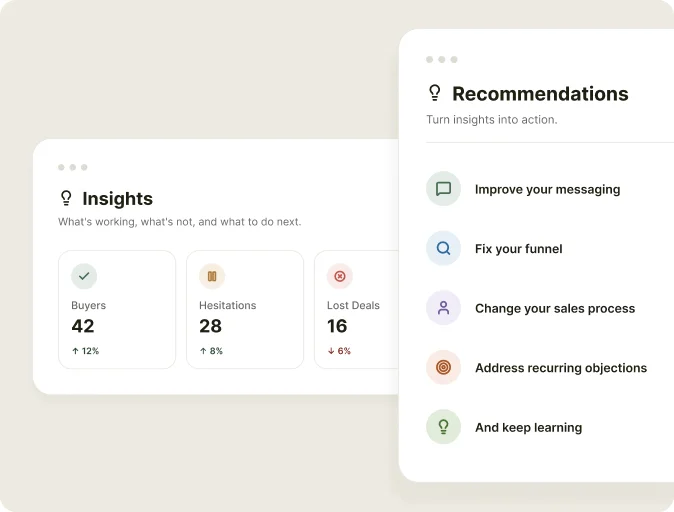 Insights
What's working, what's not, and what to do next.
Buyers
42
↑ 12%
Hesitations
28
↑ 8%
Lost Deals
16
↓ 6%
Recommendations
Turn insights into action.
Improve your messaging
Fix your funnel
Change your sales process
Address recurring objections
And keep learning